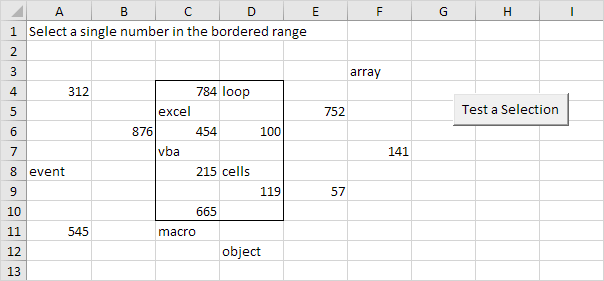 A B C D E F G H I
1 Select a single number in the bordered range
2
3 array
4 312 784 loop
5 excel 752
Test a Selection
6 876 454 100
7 vba 141
8 event 215 cells
9 119 57
10 665
11 545 macro
12 object
13